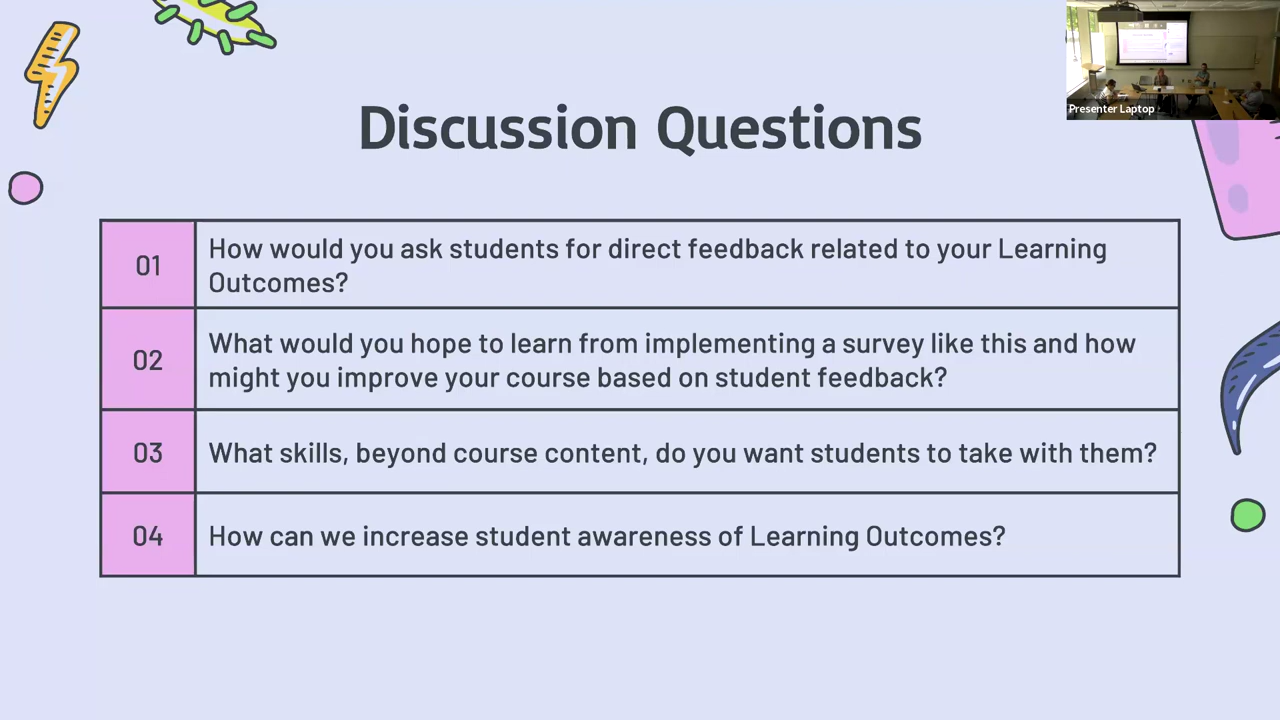 Presenter Laptop
Discussion Questions
01
How would you ask students for direct feedback related to your Learning
Outcomes?
02
What would you hope to learn from implementing a survey like this and how
might you improve your course based on student feedback?
03
What skills, beyond course content, do you want students to take with them?
04
How can we increase student awareness of Learning Outcomes?